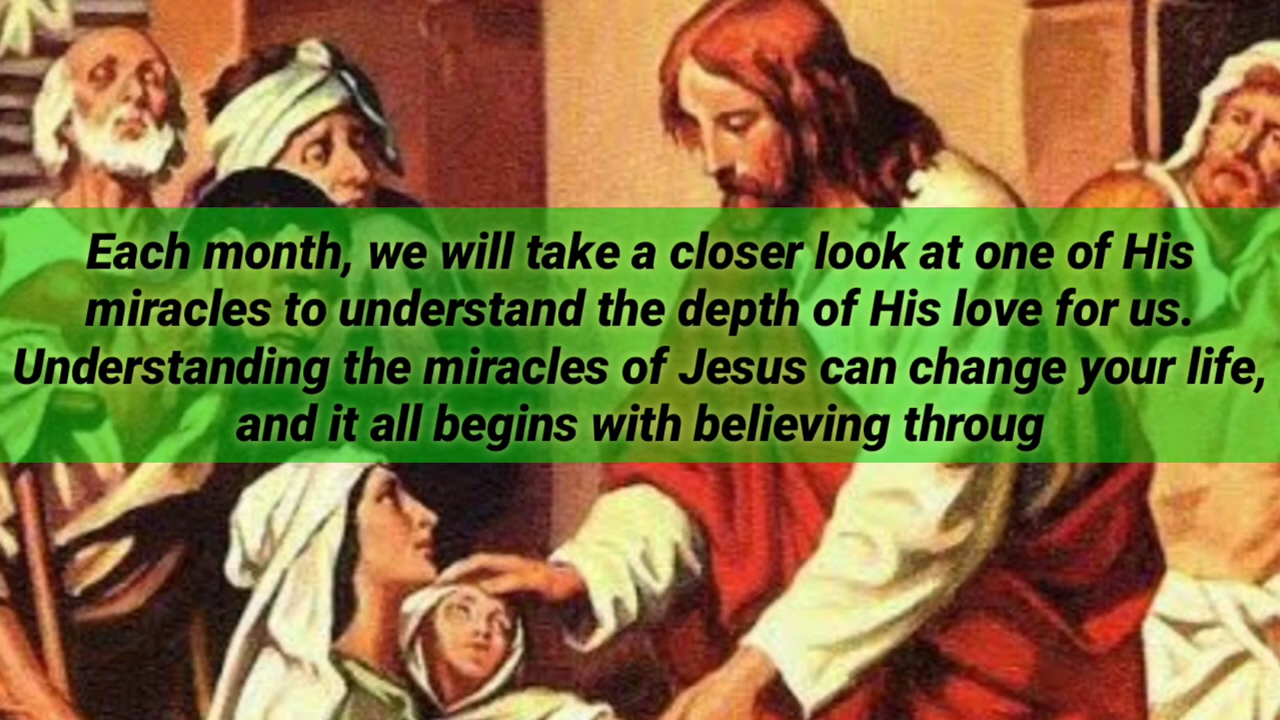 Each month, we will take a closer look at one of His
miracles to understand the depth of His love for us.
Understanding the miracles of Jesus can change your life,
and it all begins with believing throug